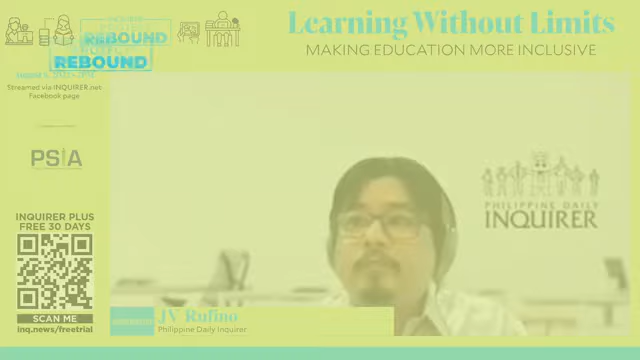 Learning Without Limits
MAKING EDUCATION MORE INCLUSIVE
REBOUND
REBOUND
Streamed via INQUIRER.net
Facebook page
PSIA
INQUIRER PLUS
FREE 30 DAYS
SCAN ME
inq.news/freetrial
PHILIPPINE DAILY
INQUIRER
JV Rufino
Philippine Daily Inquirer